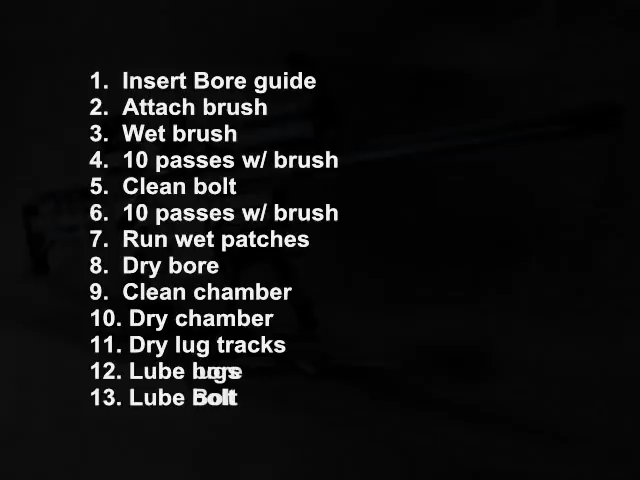 1. Insert Bore guide
2. Attach brush
3. Wet brush
4. 10 passes w/ brush
5. Clean bolt
6. 10 passes w/ brush
7. Run wet patches
8. Dry bore
9. Clean chamber
10. Dry chamber
11. Dry lug tracks
12. Lube
13. Lube